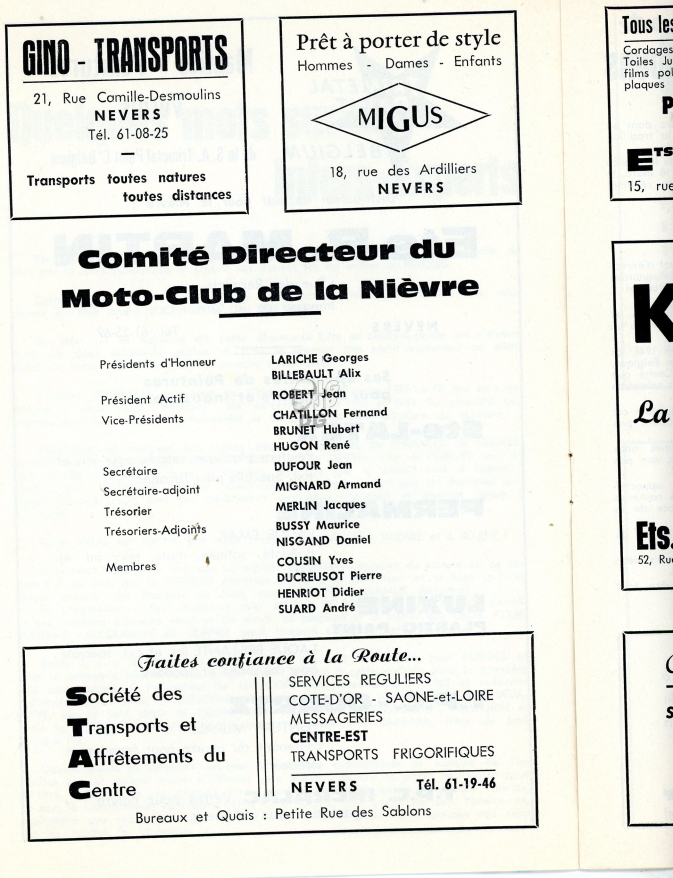 GINO - TRANSPORTS
21, Rue Camille-Desmoulins
NEVERS
Tél. 61-08-25
Transports toutes natures
toutes distances
Prêt à porter de style
Hommes - Dames - Enfants
MIGUS
18, rue des Ardilliers
NEVERS
Comité Directeur du
Moto-Club de la Nièvre
Présidents d'Honneur LARICHE Georges
BILLEBAULT Alix
Président Actif ROBERT Jean
Vice-Présidents CHATILLON Fernand
BRUNET Hubert
HUGON René
Secrétaire DUFOUR Jean
Secrétaire-adjoint MIGNARD Armand
Trésorier MERLIN Jacques
Trésoriers-Adjoints BUSSY Maurice
NISGAND Daniel
Membres COUSIN Yves
DUCREUSOT Pierre
HENRIOT Didier
SUARD André
Faites confiance à la Route...
Société des
Transports et
Affrêtements du
Centre
SERVICES REGULIERS
COTE-D'OR - SAONE-et-LOIRE
MESSAGERIES
CENTRE-EST
TRANSPORTS FRIGORIFIQUES
NEVERS Tél. 61-19-46
Bureaux et Quais : Petite Rue des Sablons
Tous les
Cordages
Toiles Ju
films pol
plaques
P
ETS
15, rue
K
La
Ets.
52, Rue